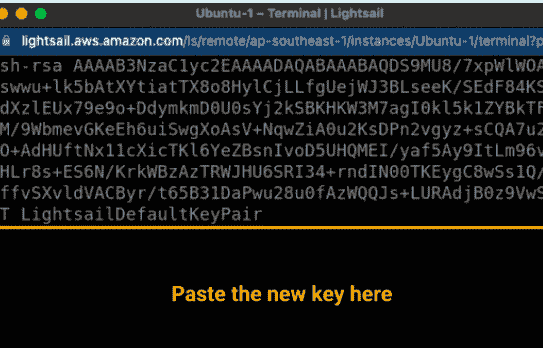 Ubuntu-1 – Terminal | Lightsail
lightsail.aws.amazon.com/ls/remote/ap-southeast-1/instances/Ubuntu-1/terminal?p
sh-rsa AAAAB3NzaC1yc2EAAAADAQABAAABAQDS9MU8/7xpWlWOA
swwu+lk5bAtXYtiatTX8o8HylCjLLfgUejWJ3BLseeK/SEdF84KS
dXzlEUx79e9o+DdymkmD0U0sYj2kSBKHKW3M7agI0kl5k1ZYBkTF
M/9WbmevGKeEh6uiSwgXoAsV+NqwZiA0u2KsDPn2vgyz+sCQA7u2
O+AdHUftNx11cXicTKl6YeZBsnIvoD5UHQMEI/yaf5Ay9ItLm96v
HLr8s+ES6N/KrkWBzAzTRWJHU6SRI34+rndIN00TKEygC8wSs1Q/
ffvSXvldVACByr/t65B31DaPwu28u0fAzWQQJs+LURAdjB0z9VwS
T LightsailDefaultKeyPair
Paste the new key here